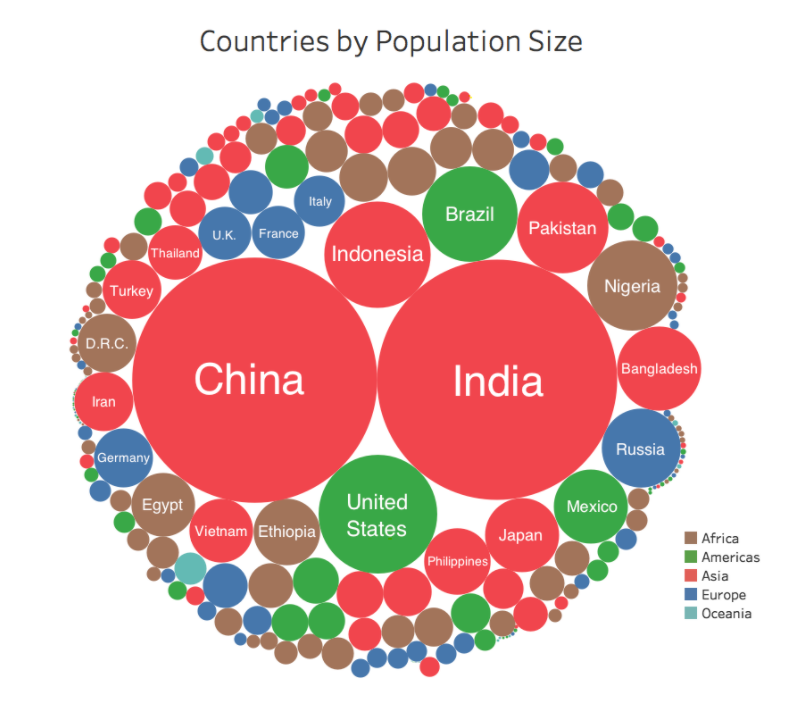 Countries by Population Size
Italy
Brazil
U.K.
France
Pakistan
Thailand
Indonesia
Turkey
Nigeria
D.R.C.
China
India
Bangladesh
Iran
Germany
Russia
Egypt
United
States
Mexico
Vietnam
Ethiopia
Japan
Philippines
Africa
Americas
Asia
Europe
Oceania